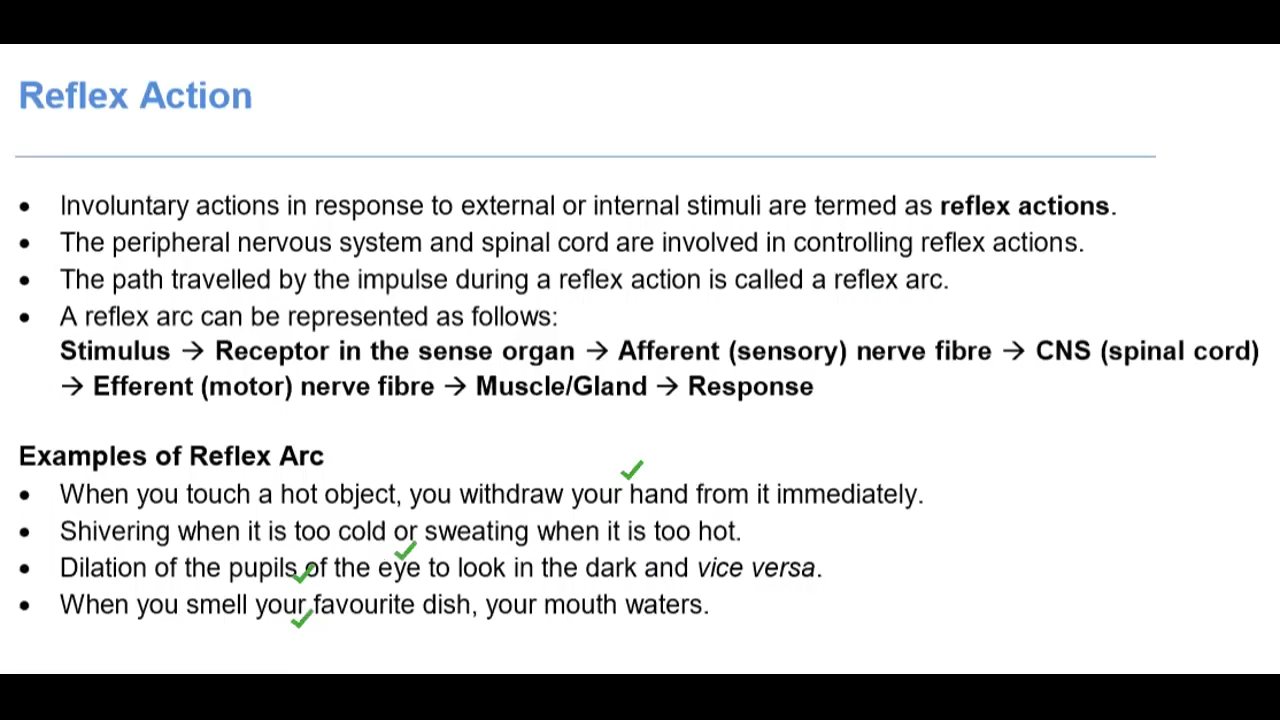 Reflex Action
• Involuntary actions in response to external or internal stimuli are termed as reflex actions.
• The peripheral nervous system and spinal cord are involved in controlling reflex actions.
• The path travelled by the impulse during a reflex action is called a reflex arc.
• A reflex arc can be represented as follows:
Stimulus → Receptor in the sense organ → Afferent (sensory) nerve fibre → CNS (spinal cord)
→ Efferent (motor) nerve fibre → Muscle/Gland → Response
Examples of Reflex Arc
• When you touch a hot object, you withdraw your hand from it immediately.
• Shivering when it is too cold or sweating when it is too hot.
• Dilation of the pupils of the eye to look in the dark and vice versa.
• When you smell your favourite dish, your mouth waters.